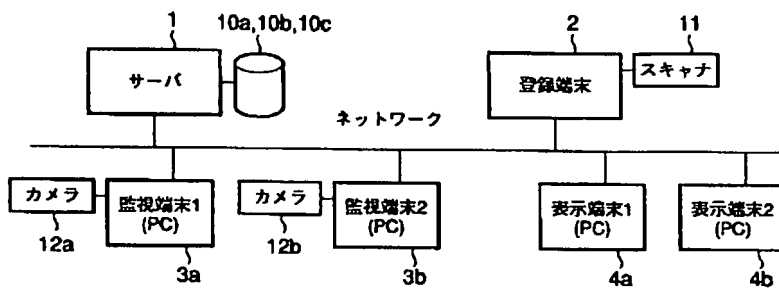 1
10a,10b,10c
2
11
サーバ
登録端末
スキャナ
ネットワーク
カメラ
監視端末1
(PC)
カメラ
監視端末2
(PC)
表示端末1
(PC)
表示端末2
(PC)
12a
3a
12b
3b
4a
4b